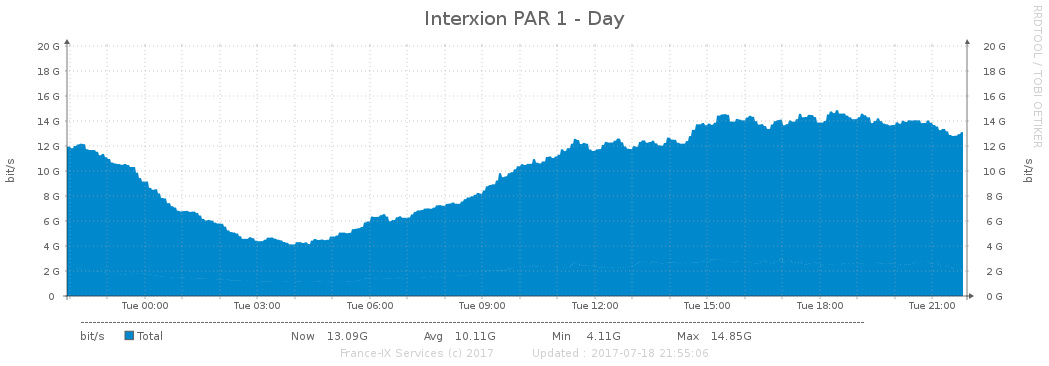 Interxion PAR 1 - Day
RRDTOOL / TOBI OETIKER
20 G 20 G
18 G 18 G
16 G 16 G
14 G 14 G
12 G 12 G
10 G 10 G
8 G 8 G
6 G 6 G
4 G 4 G
2 G 2 G
0 0 G
bit/s bit/s
Tue 00:00 Tue 03:00 Tue 06:00 Tue 09:00 Tue 12:00 Tue 15:00 Tue 18:00 Tue 21:00
bit/s Total Now 13.09G Avg 10.11G Min 4.11G Max 14.85G
France-IX Services (c) 2017 Updated : 2017-07-18 21:55:06